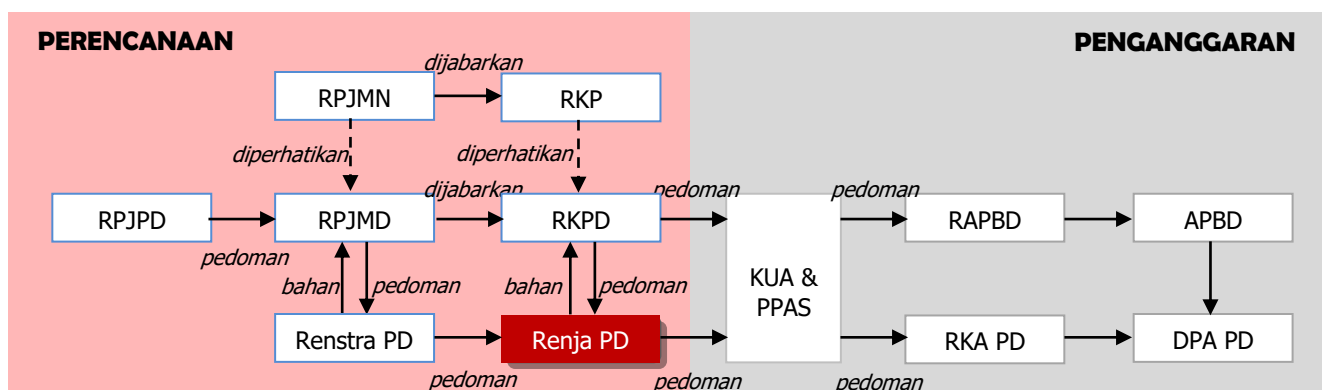 PERENCANAAN
PENGANGGARAN
dijabarkan
RPJMN
RKP
diperhatikan
diperhatikan
dijabarkan
pedoman
pedoman
RPJPD
RPJMD
RKPD
RAPBD
APBD
pedoman
bahan
pedoman
bahan
pedoman
KUA &
PPAS
Renstra PD
Renja PD
RKA PD
DPA PD
pedoman
pedoman
pedoman